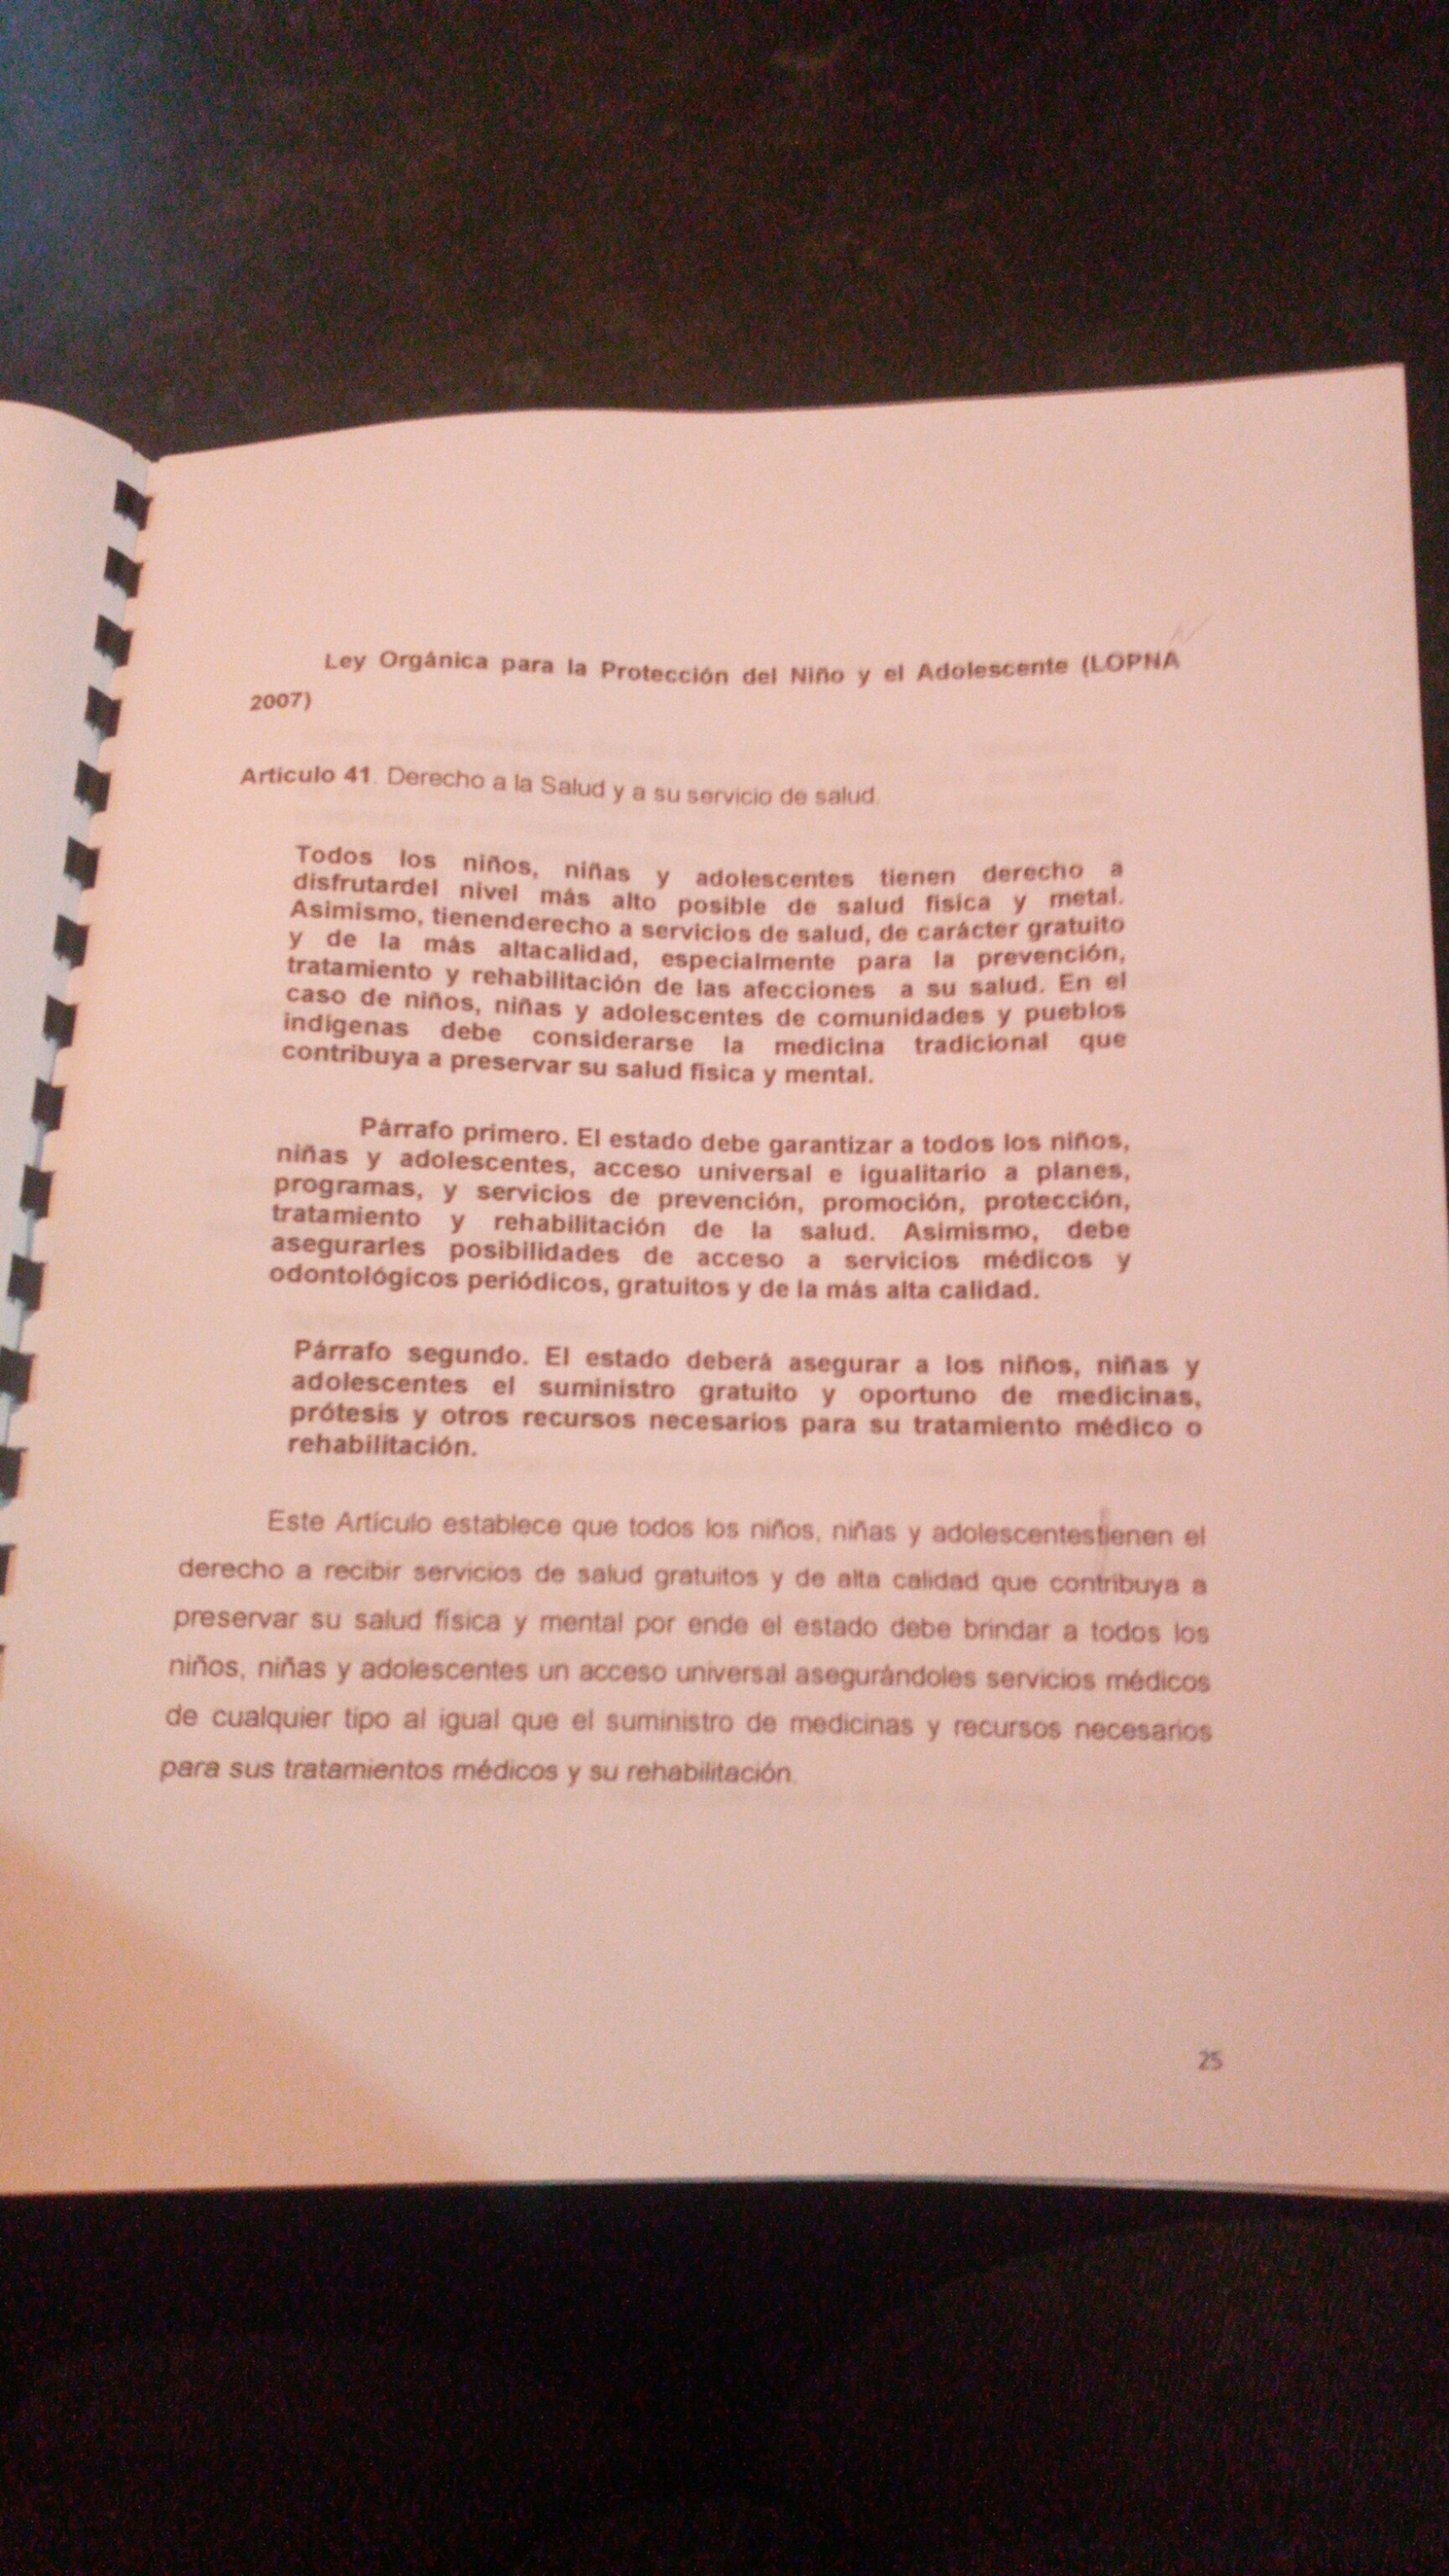 Ley Orgánica para la Protección del Niño y el Adolescente (LOPNA
2007)
Artículo 41. Derecho a la Salud y a su servicio de salud.
Todos los niños, niñas y adolescentes tienen derecho a
disfrutardel nivel más alto posible de salud física y metal.
Asimismo, tienenderecho a servicios de salud, de carácter gratuito
y de la más altacalidad, especialmente para la prevención,
tratamiento y rehabilitación de las afecciones a su salud. En el
caso de niños, niñas y adolescentes de comunidades y pueblos
indígenas debe considerarse la medicina tradicional que
contribuya a preservar su salud física y mental.
Párrafo primero. El estado debe garantizar a todos los niños,
niñas y adolescentes, acceso universal e igualitario a planes,
programas, y servicios de prevención, promoción, protección,
tratamiento y rehabilitación de la salud. Asimismo, debe
asegurarles posibilidades de acceso a servicios médicos y
odontológicos periódicos, gratuitos y de la más alta calidad.
Párrafo segundo. El estado deberá asegurar a los niños, niñas y
adolescentes el suministro gratuito y oportuno de medicinas,
prótesis y otros recursos necesarios para su tratamiento médico o
rehabilitación.
Este Artículo establece que todos los niños, niñas y adolescentestienen el
derecho a recibir servicios de salud gratuitos y de alta calidad que contribuya a
preservar su salud física y mental por ende el estado debe brindar a todos los
niños, niñas y adolescentes un acceso universal asegurándoles servicios médicos
de cualquier tipo al igual que el suministro de medicinas y recursos necesarios
para sus tratamientos médicos y su rehabilitación.
25